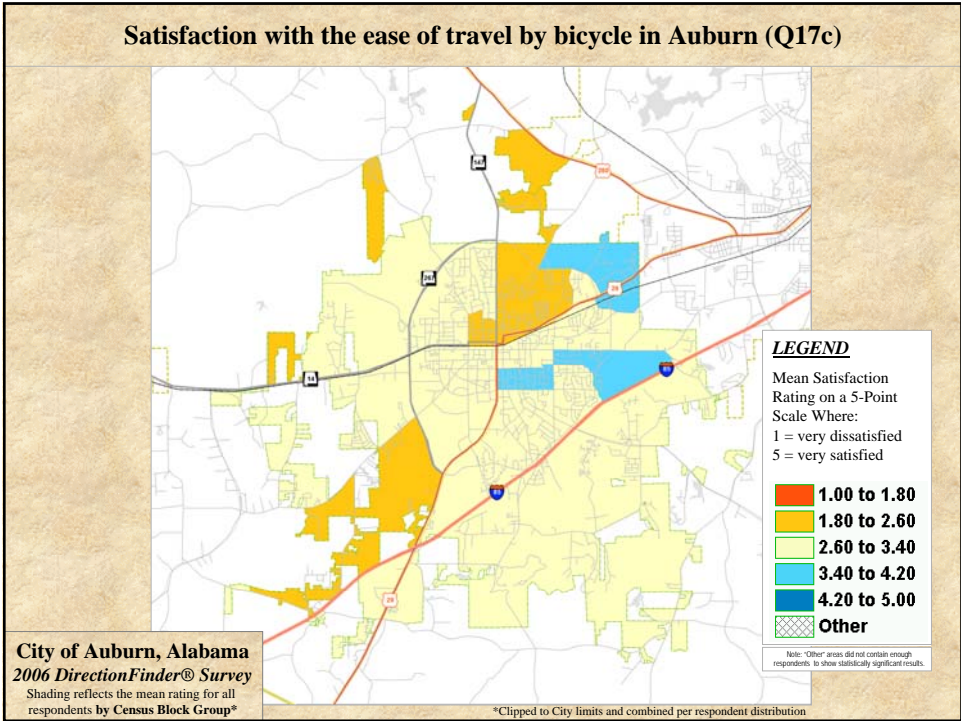 Satisfaction with the ease of travel by bicycle in Auburn (Q17c)
147
280
267
29
85
14
85
29
LEGEND
Mean Satisfaction
Rating on a 5-Point
Scale Where:
1 = very dissatisfied
5 = very satisfied
1.00 to 1.80
1.80 to 2.60
2.60 to 3.40
3.40 to 4.20
4.20 to 5.00
Other
Note: "Other" areas did not contain enough
respondents to show statistically significant results.
City of Auburn, Alabama
2006 DirectionFinder® Survey
Shading reflects the mean rating for all
respondents by Census Block Group*
*Clipped to City limits and combined per respondent distribution